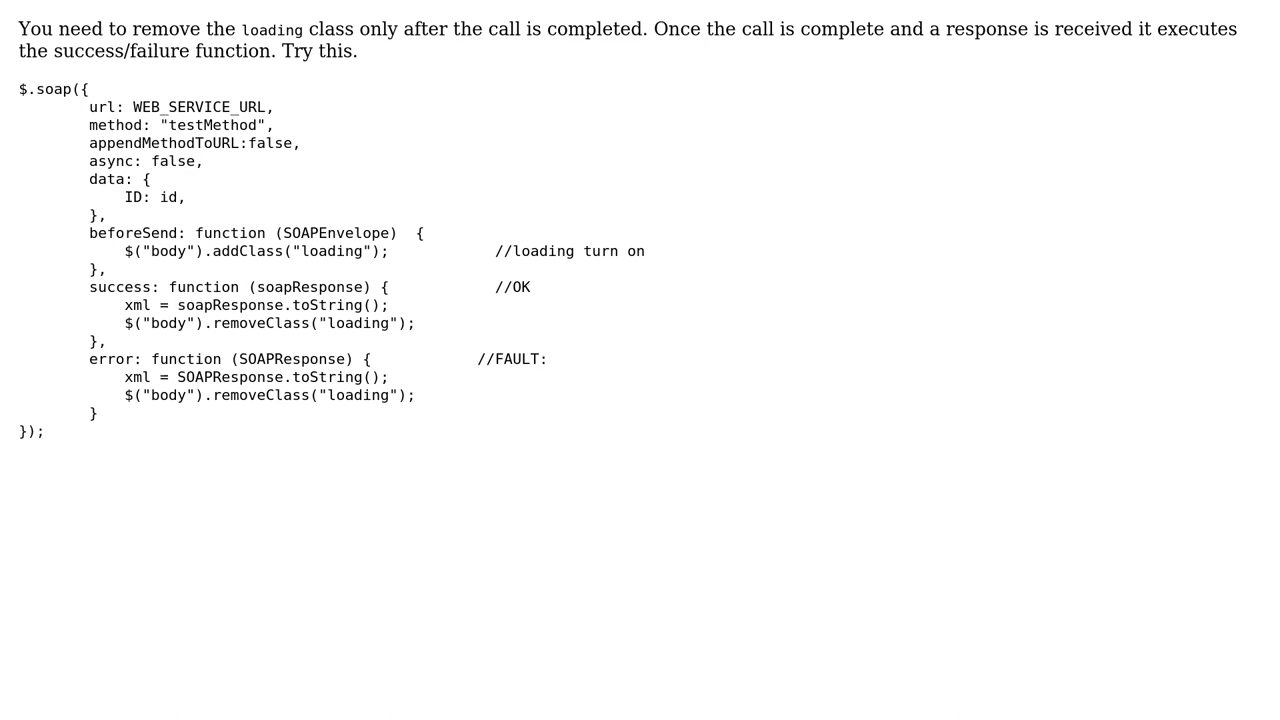 You need to remove the loading class only after the call is completed. Once the call is complete and a response is received it executes
the success/failure function. Try this.
$.soap({
        url: WEB_SERVICE_URL,
        method: "testMethod",
        appendMethodToURL:false,
        async: false,
        data: {
            ID: id,
        },
        beforeSend: function (SOAPEnvelope)  {
            $("body").addClass("loading");            //loading turn on
        },
        success: function (soapResponse) {            //OK
            xml = soapResponse.toString();
            $("body").removeClass("loading");
        },
        error: function (SOAPResponse) {            //FAULT:
            xml = SOAPResponse.toString();
            $("body").removeClass("loading");
        }
});